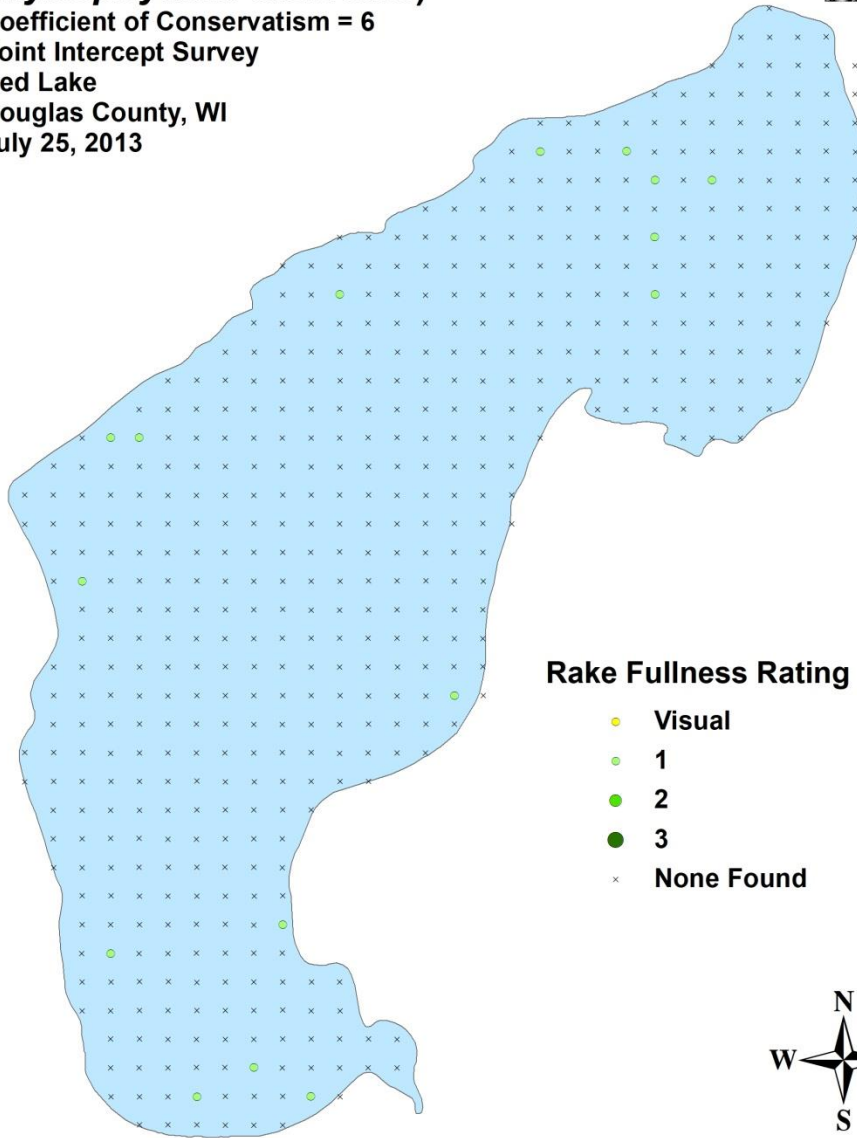 oefficient of Conservatism = 6
oint Intercept Survey
ed Lake
ouglas County, WI
uly 25, 2013
Rake Fullness Rating
Visual
1
2
3
None Found
N
W
S